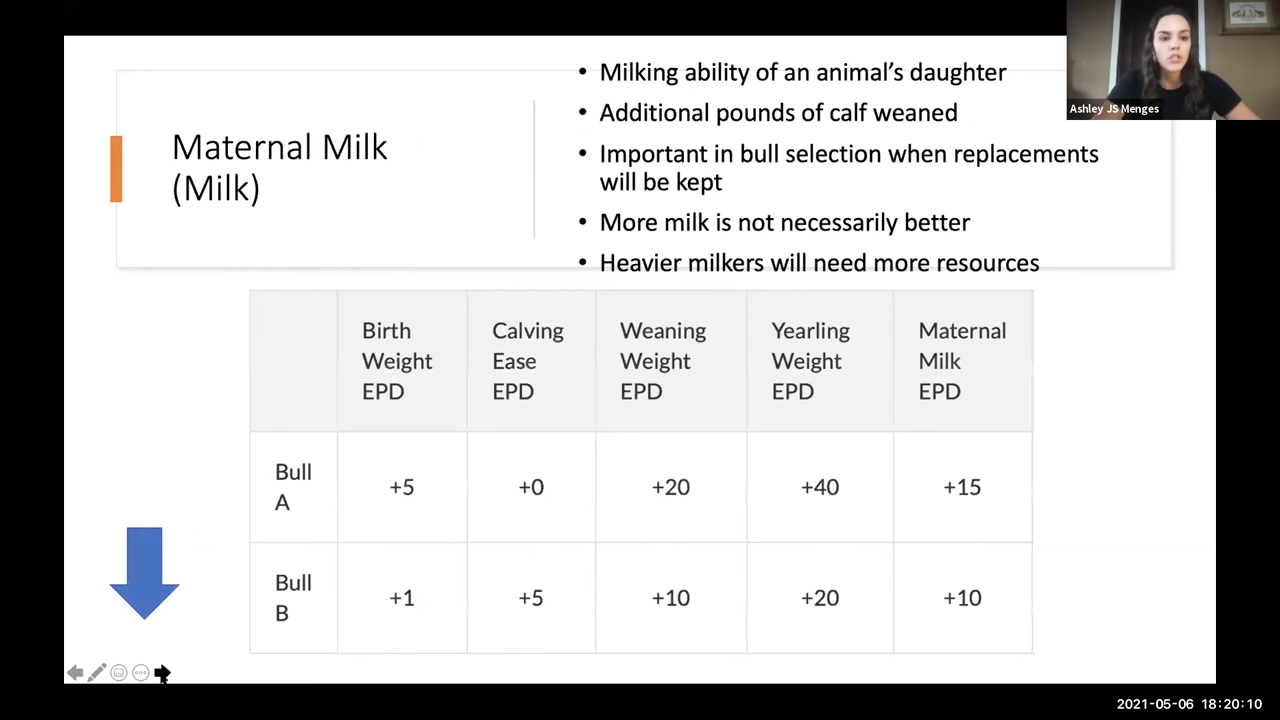 Maternal Milk
(Milk)
• Milking ability of an animal’s daughter
• Additional pounds of calf weaned
• Important in bull selection when replacements
will be kept
• More milk is not necessarily better
• Heavier milkers will need more resources
Ashley JS Menges
Birth Weight EPD
Calving Ease EPD
Weaning Weight EPD
Yearling Weight EPD
Maternal Milk EPD
Bull A +5 +0 +20 +40 +15
Bull B +1 +5 +10 +20 +10
2021-05-06 18:20:10